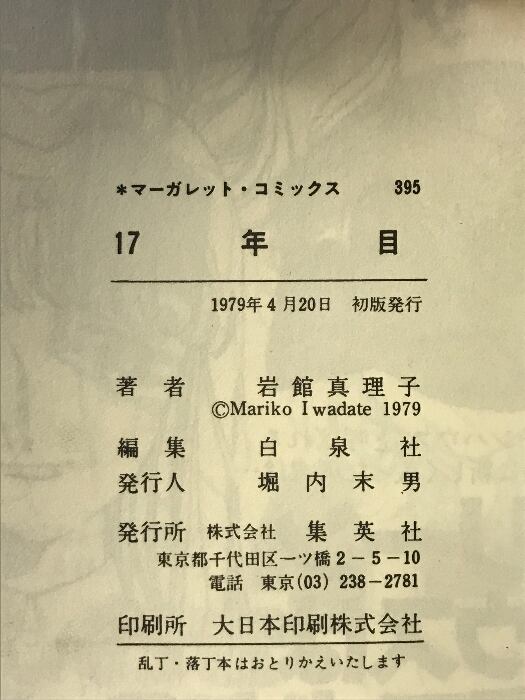 *マーガレット・コミックス 395
17年目
1979年4月20日 初版発行
著者 岩館真理子
©Mariko Iwadate 1979
編集 白泉社
発行人 堀内末男
発行所 株式会社 集英社
東京都千代田区一ツ橋2-5-10
電話 東京(03) 238-2781
印刷所 大日本印刷株式会社
乱丁・落丁本はおとりかえいたします